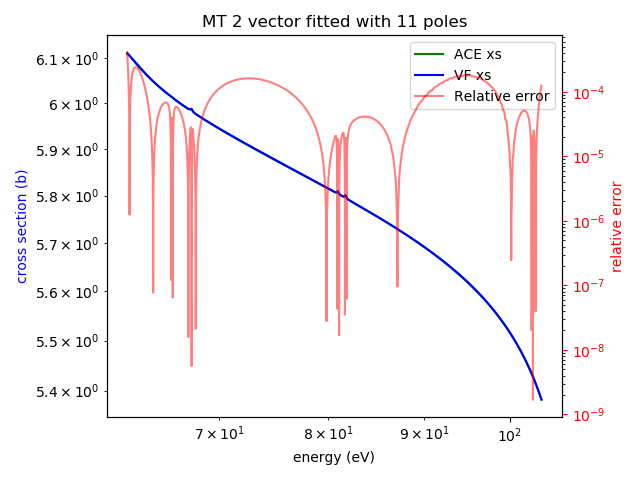 MT 2 vector fitted with 11 poles
ACE xs
VF xs
Relative error
6.1 × 10⁰
6 × 10⁰
5.9 × 10⁰
5.8 × 10⁰
5.7 × 10⁰
5.6 × 10⁰
5.5 × 10⁰
5.4 × 10⁰
cross section (b)
10⁻⁴
10⁻⁵
10⁻⁶
10⁻⁷
10⁻⁸
10⁻⁹
relative error
7 × 10¹ 8 × 10¹ 9 × 10¹ 10²
energy (eV)